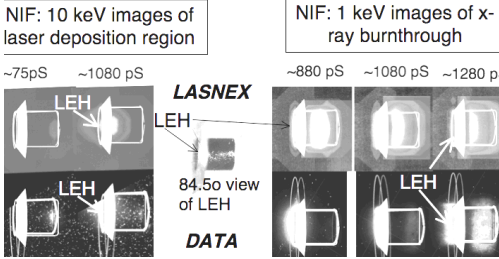 NIF: 10 keV images of
laser deposition region
NIF: 1 keV images of x-
ray burnthrough
~75pS
~1080 pS
LASNEX
~880 pS
~1080 pS
~1280 p
LEH
LEH
84.5o view
of LEH
LEH
LEH
DATA